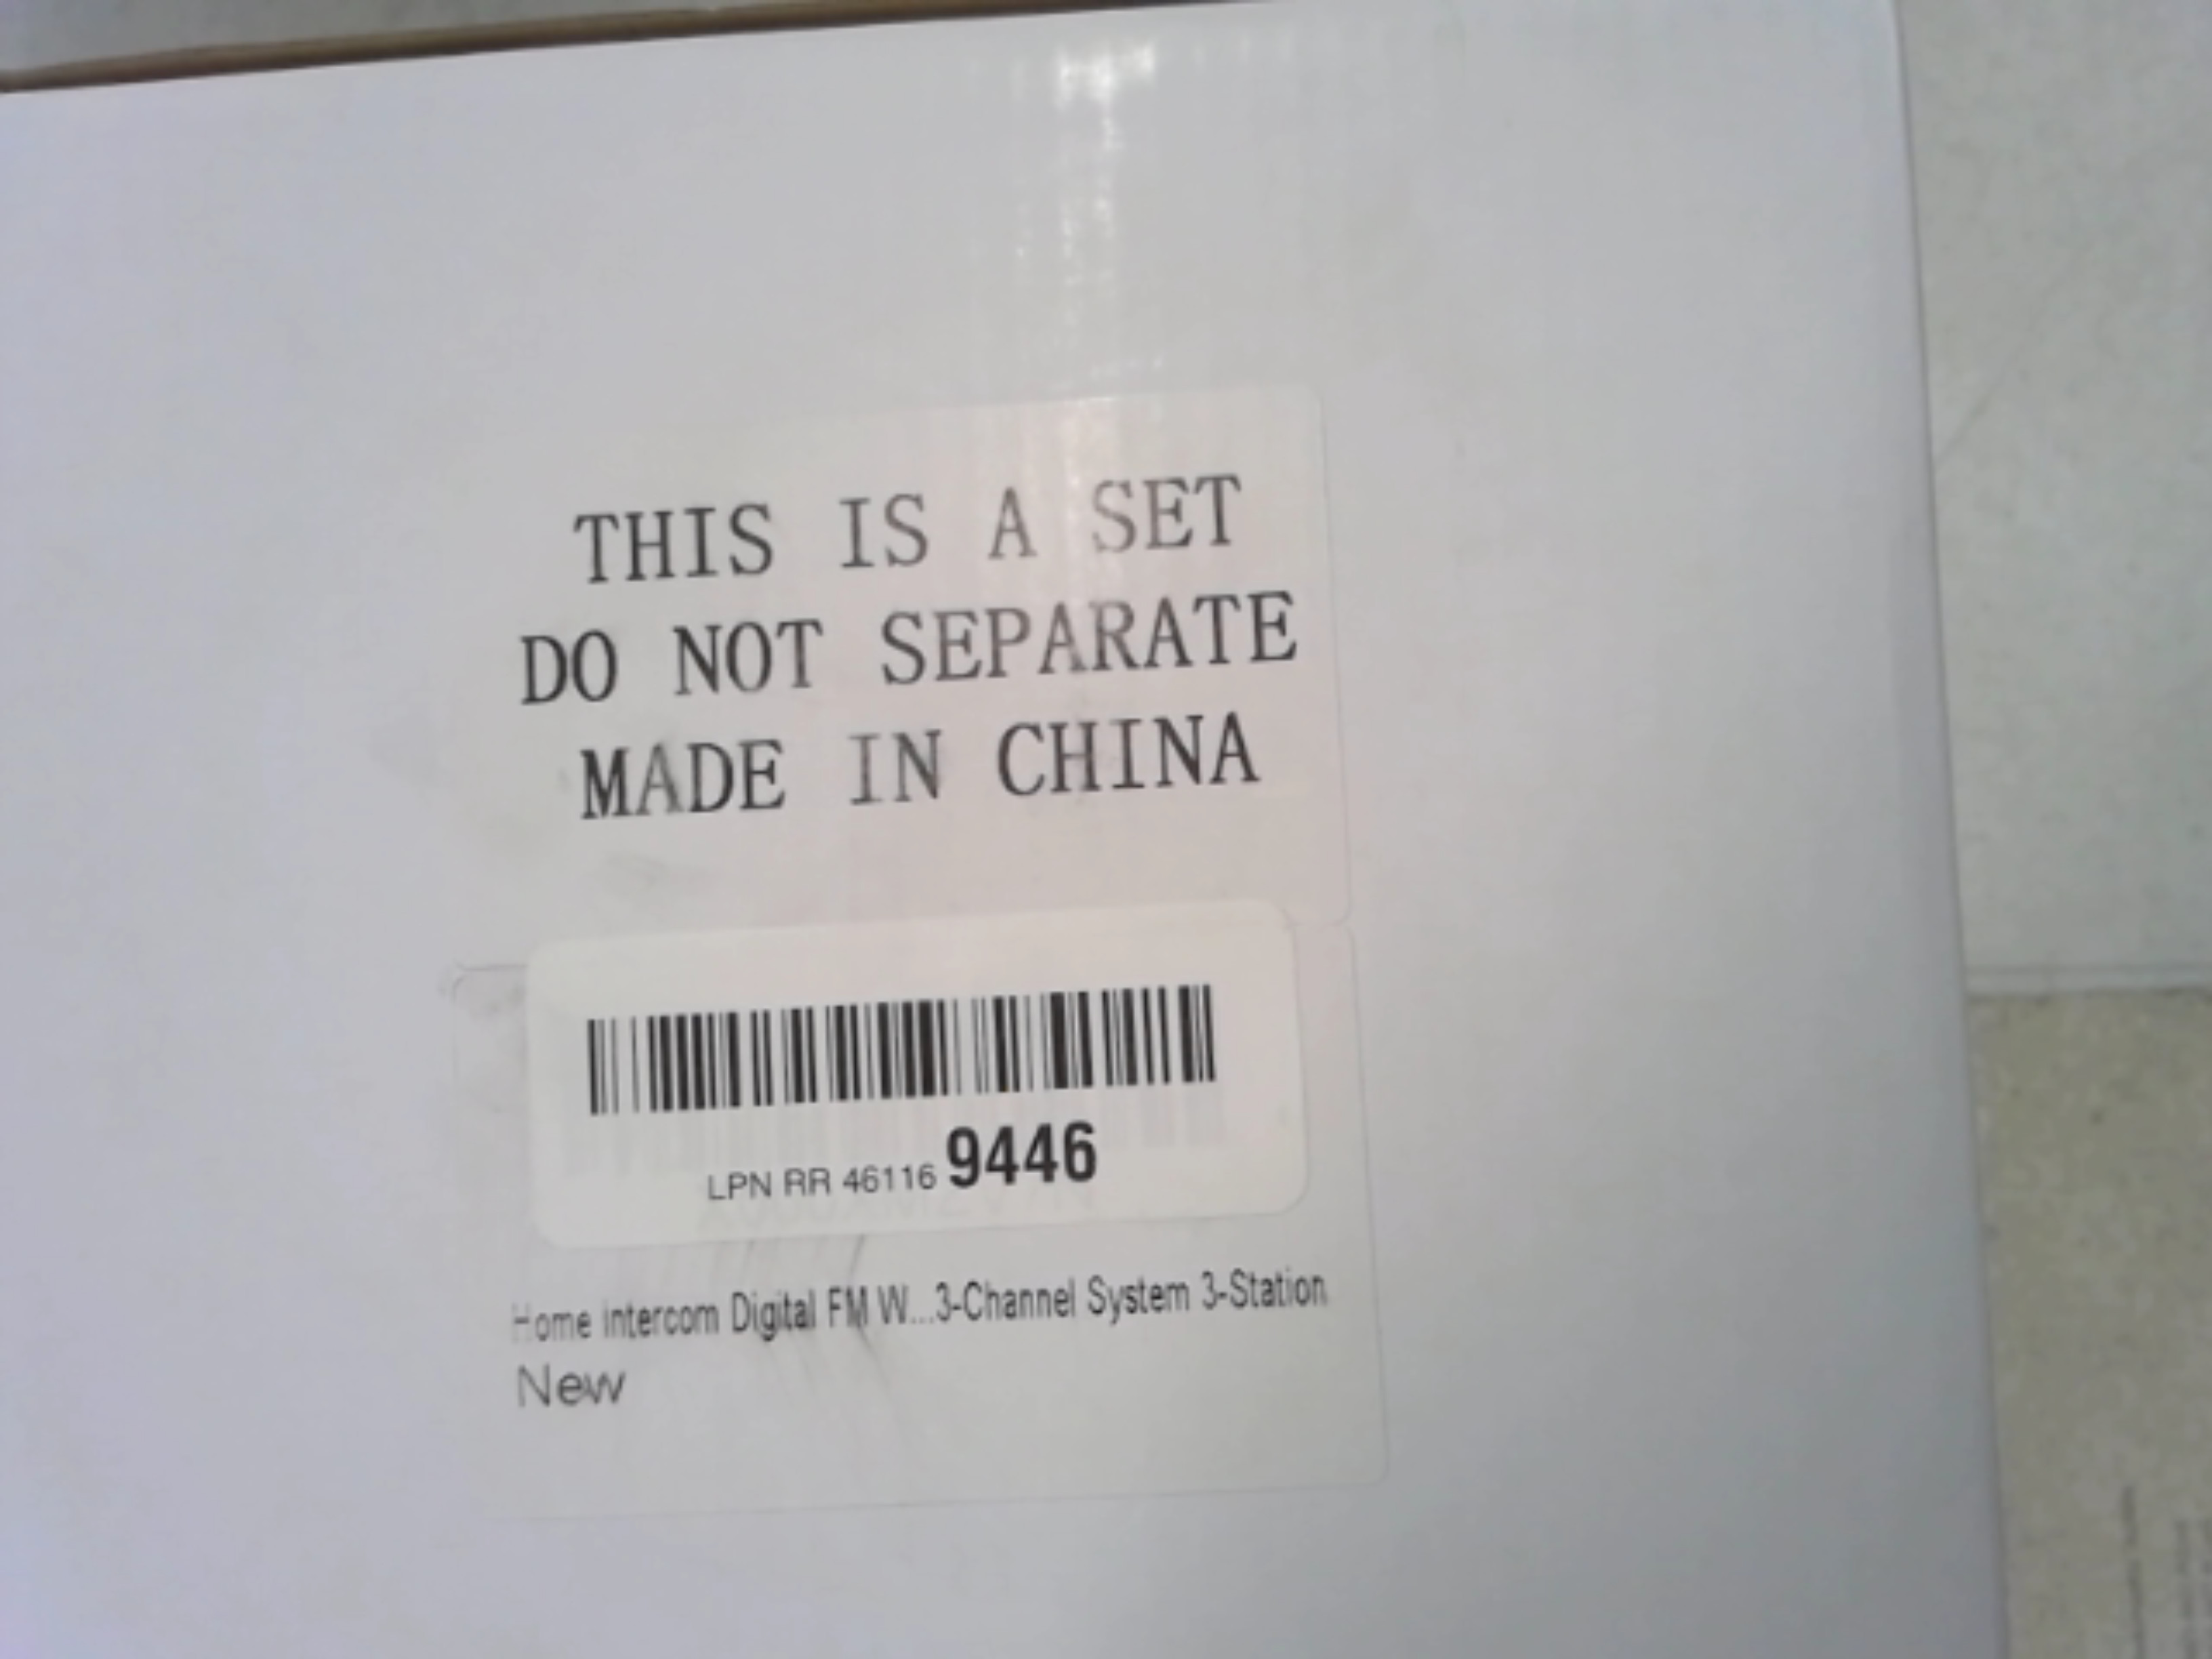 THIS IS A SET
DO NOT SEPARATE
MADE IN CHINA
LPN RR 46116 9446
Home intercom Digital FM W...3-Channel System 3-Station
New